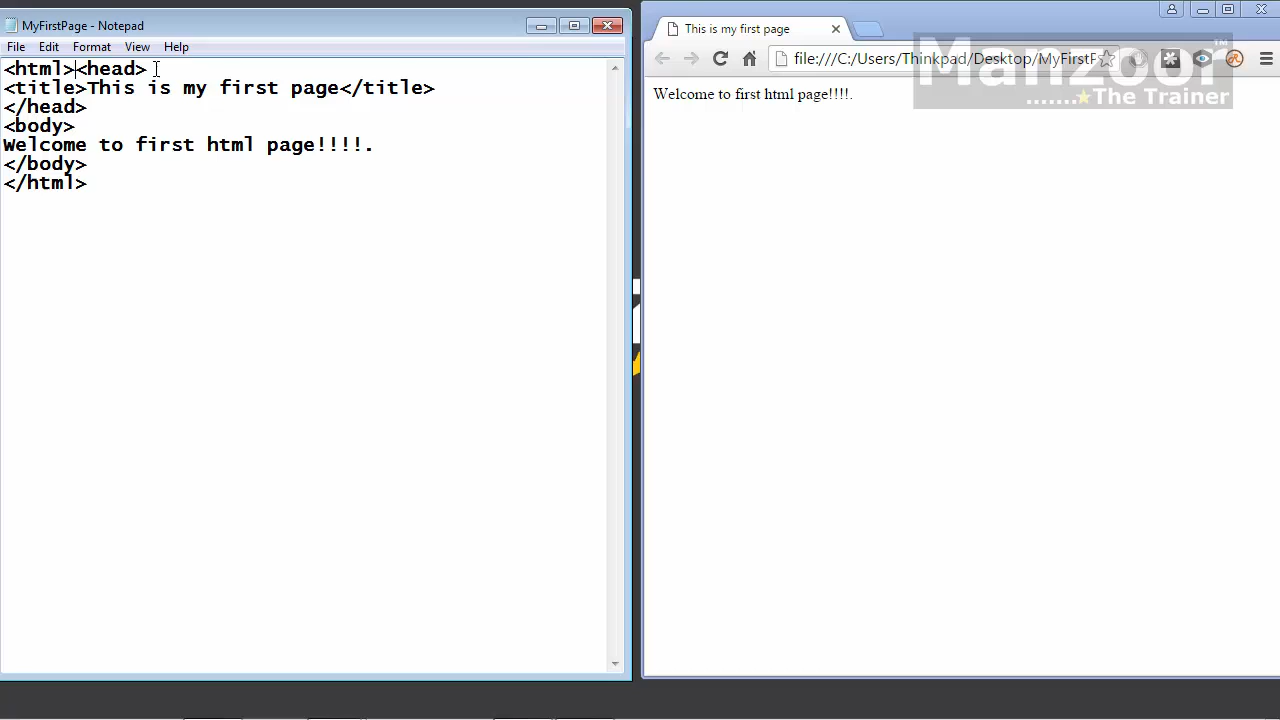 MyFirstPage - Notepad
File Edit Format View Help
<html><head>
<title>This is my first page</title>
</head>
<body>
Welcome to first html page!!!!.
</body>
</html>
This is my first page
file:///C:/Users/Thinkpad/Desktop/MyFirstP
Welcome to first html page!!!!.
Manzoor™
.......The Trainer